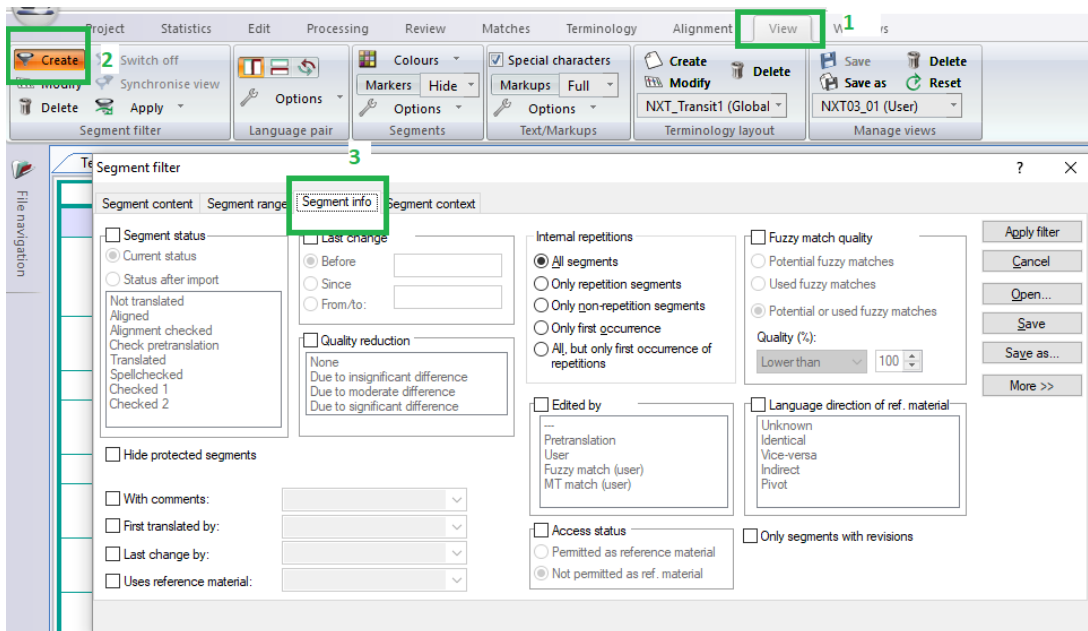 Project Statistics Edit Processing Review Matches Terminology Alignment View 1
Create 2 Switch off Colours Special characters Create Delete Save Delete
Modify Synchronise view Markers Hide Markups Full Modify Save as Reset
Delete Apply Options Options Options NXT_Transit1 (Global NXT03_01 (User)
Segment filter Language pair Segments Text/Markups Terminology layout Manage views
3
File navigation
Te
Segment filter ? X
Segment content Segment range Segment info Segment context
Segment status
Current status
Status after import
Not translated
Aligned
Alignment checked
Check pretranslation
Translated
Spellchecked
Checked 1
Checked 2
Hide protected segments
With comments:
First translated by:
Last change by:
Uses reference material:
Last change
Before
Since
From/to:
Quality reduction
None
Due to insignificant difference
Due to moderate difference
Due to significant difference
Internal repetitions
All segments
Only repetition segments
Only non-repetition segments
Only first occurrence
All, but only first occurrence of
repetitions
Edited by
---
Pretranslation
User
Fuzzy match (user)
MT match (user)
Access status
Permitted as reference material
Not permitted as ref. material
Fuzzy match quality
Potential fuzzy matches
Used fuzzy matches
Potential or used fuzzy matches
Quality (%):
Lower than 100
Language direction of ref. material
Unknown
Identical
Vice-versa
Indirect
Pivot
Only segments with revisions
Apply filter
Cancel
Open...
Save
Save as...
More >>